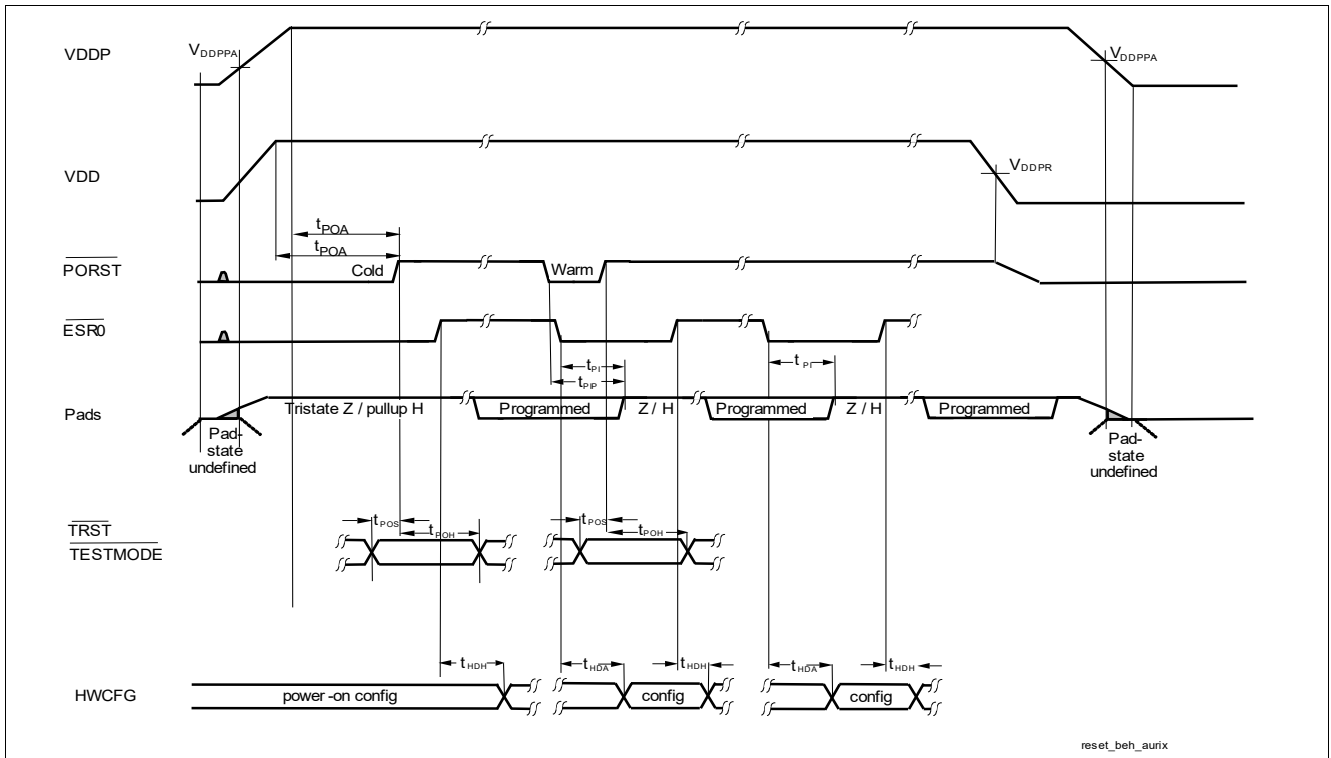 VDDP
VDDPPA
VDDPPA
VDD
VDDPR
tPOA
tPOA
PORST
Cold
Warm
ESR0
tPI
tPI
tPIP
Pads
Tristate Z / pullup H
Programmed
Z / H
Programmed
Z / H
Programmed
Pad-
state
undefined
Pad-
state
undefined
TRST
TESTMODE
tPOS
tPOH
tPOS
tPOH
HWCFG
tHDH
tHDA
tHDH
tHDA
tHDH
power-on config
config
config
reset_beh_aurix